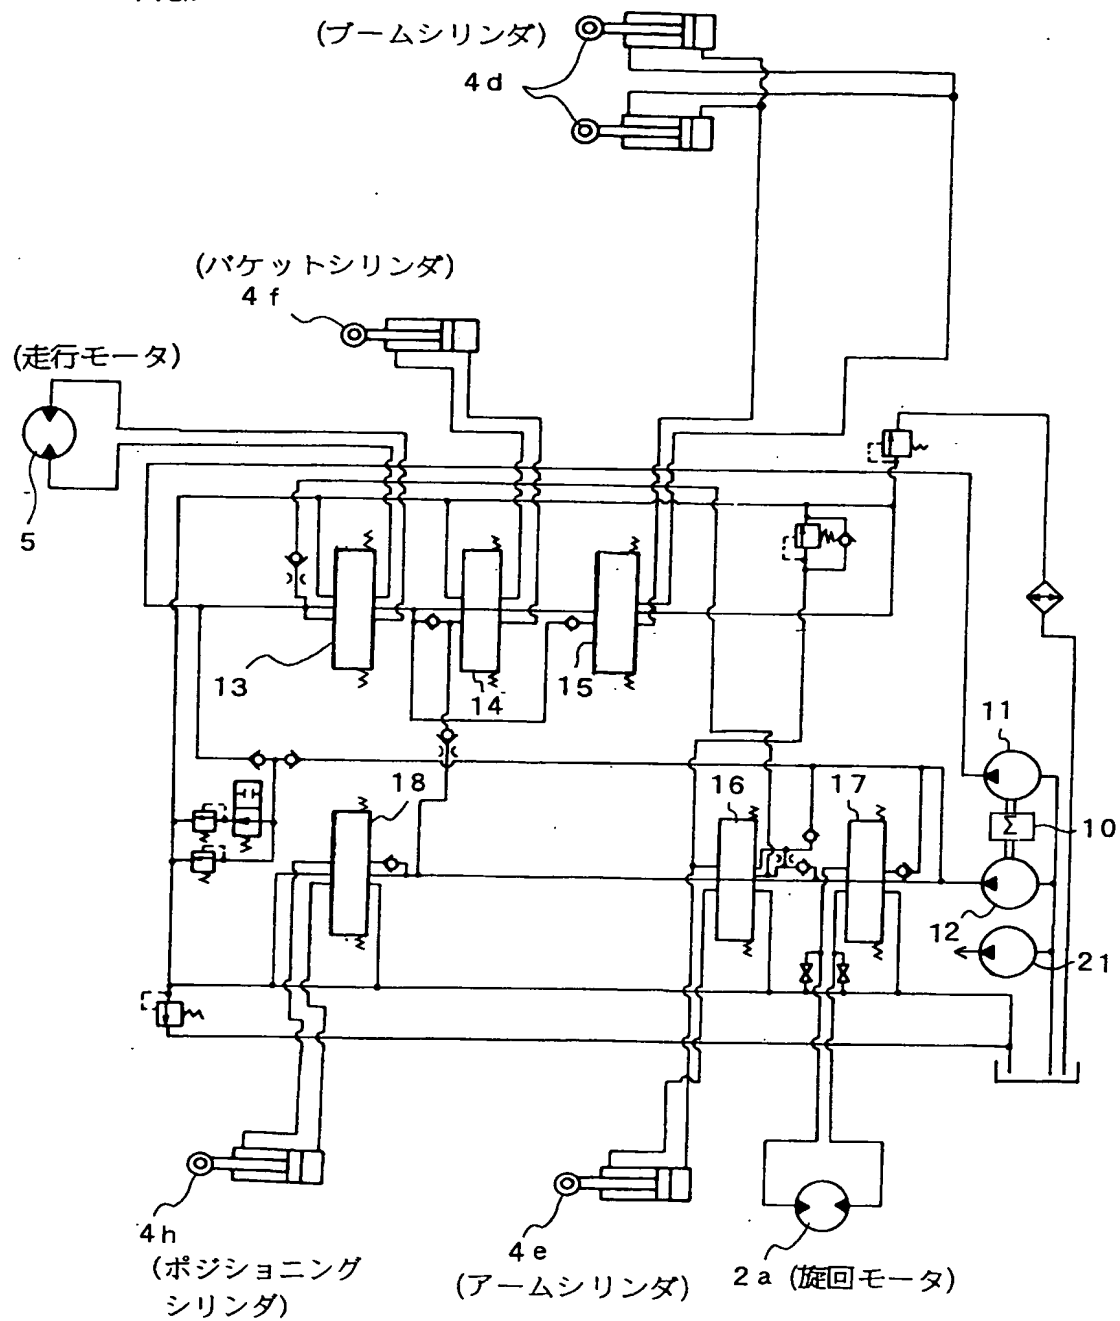 (ブームシリンダ)
4d
(バケットシリンダ)
4f
(走行モータ)
5
13
14
15
11
18
16
17
Σ
10
12
21
4h
(ポジショニング
シリンダ)
4e
(アームシリンダ)
2a (旋回モータ)